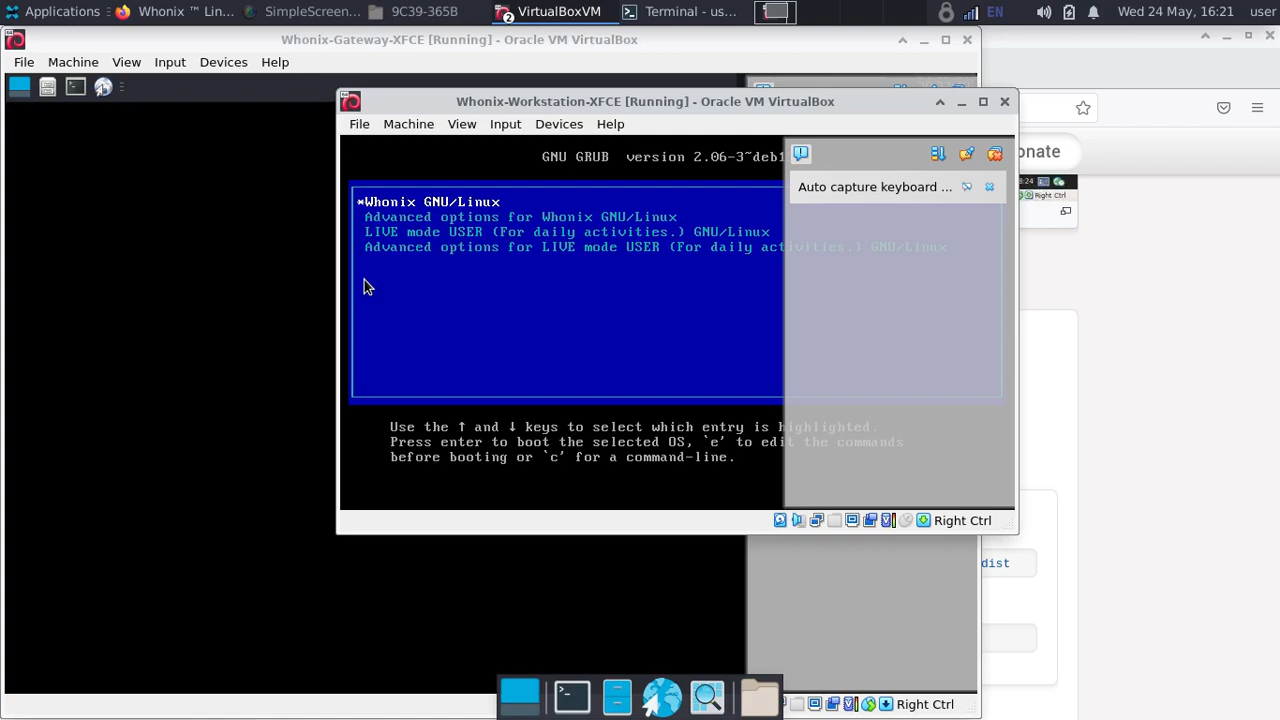 Applications
Whonix ™ Lin...
SimpleScreen...
9C39-365B
2
VirtualBoxVM
Terminal - us...
EN
Wed 24 May, 16:21
user
Whonix-Gateway-XFCE [Running] - Oracle VM VirtualBox
File Machine View Input Devices Help
Whonix-Workstation-XFCE [Running] - Oracle VM VirtualBox
File Machine View Input Devices Help
GNU GRUB version 2.06-3~deb1
Auto capture keyboard ...
*Whonix GNU/Linux
Advanced options for Whonix GNU/Linux
LIVE mode USER (For daily activities.) GNU/Linux
Advanced options for LIVE mode USER (For daily activities.) GNU/Linux
Use the ↑ and ↓ keys to select which entry is highlighted.
Press enter to boot the selected OS, `e' to edit the commands
before booting or `c' for a command-line.
Right Ctrl
onate
Right Ctrl
dist
Right Ctrl